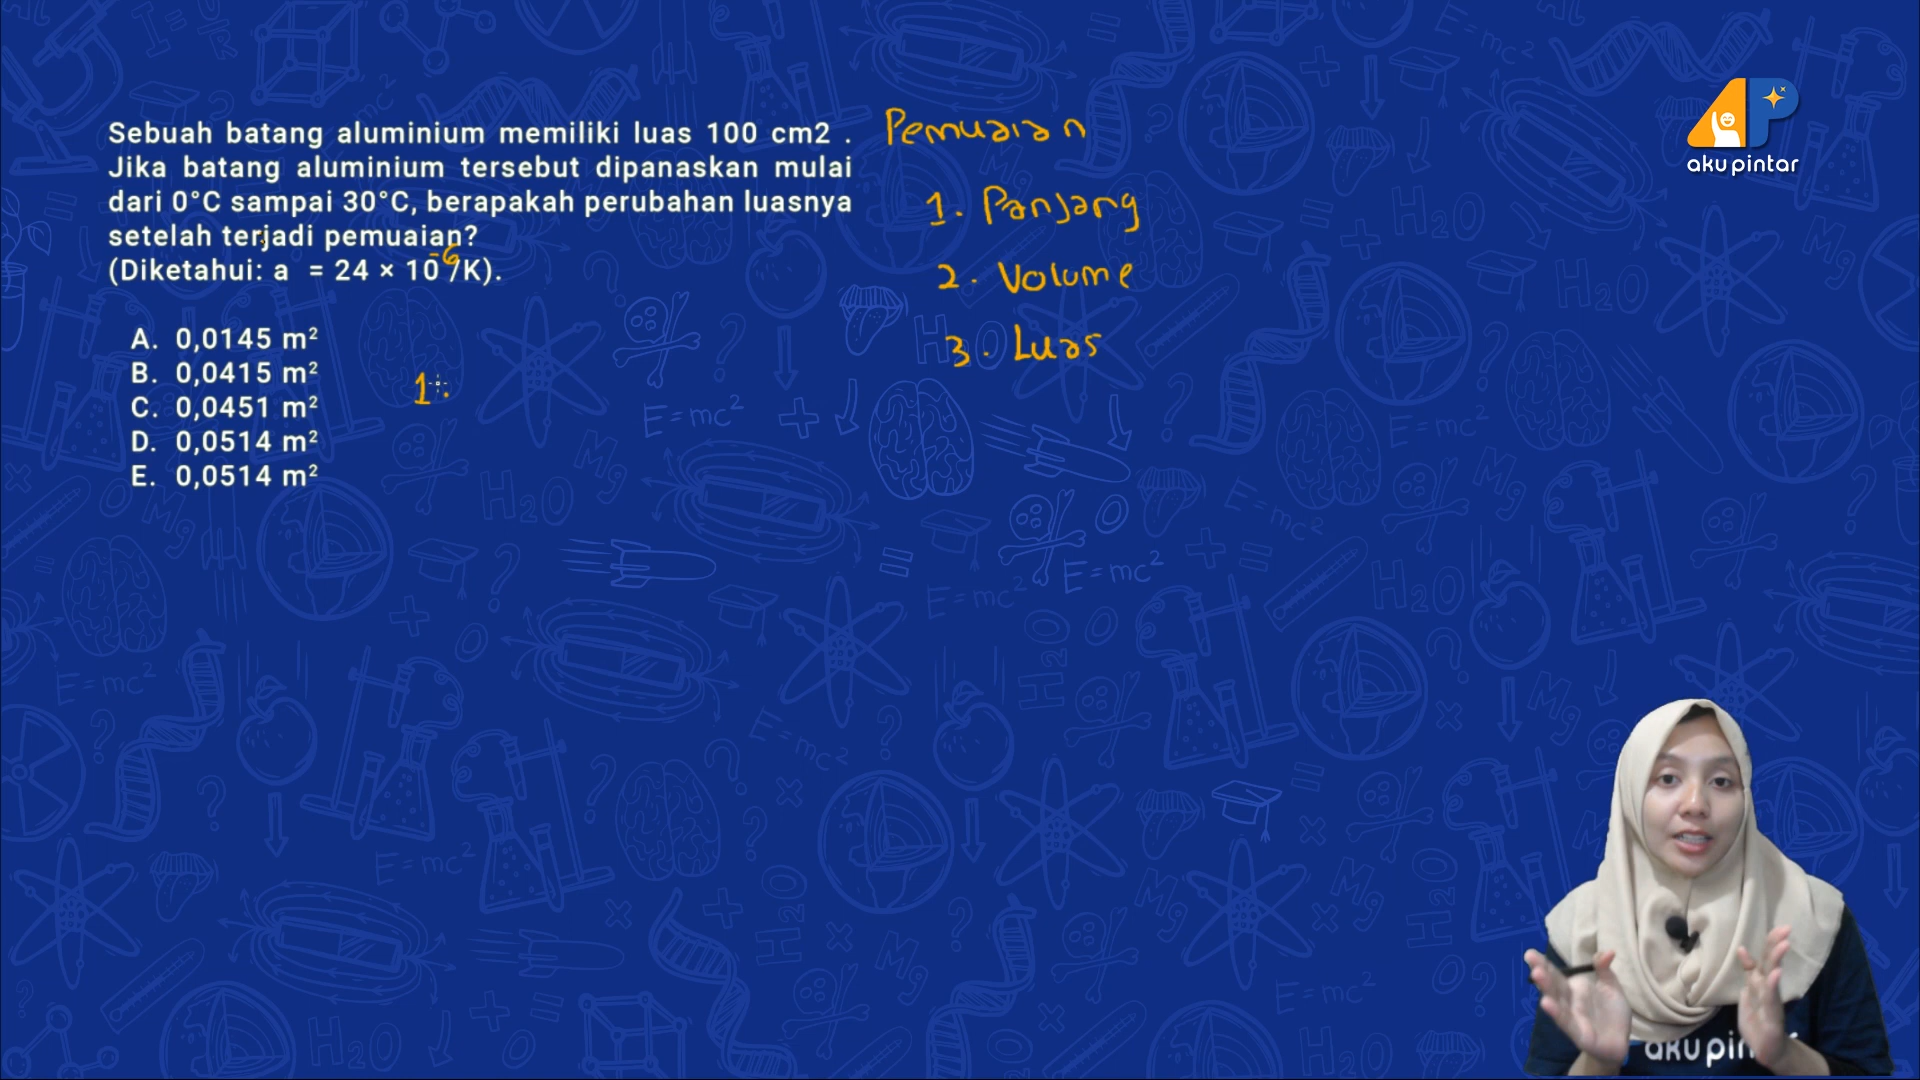 Sebuah batang aluminium memiliki luas 100 cm2 .
Jika batang aluminium tersebut dipanaskan mulai
dari 0°C sampai 30°C, berapakah perubahan luasnya
setelah terjadi pemuaian?
(Diketahui: a = 24 × 10⁻⁶/K).
A. 0,0145 m²
B. 0,0415 m²
C. 0,0451 m²
D. 0,0514 m²
E. 0,0514 m²
1.
Pemuaian
1. Panjang
2. Volume
3. Luas
AP
aku pintar
aku pin